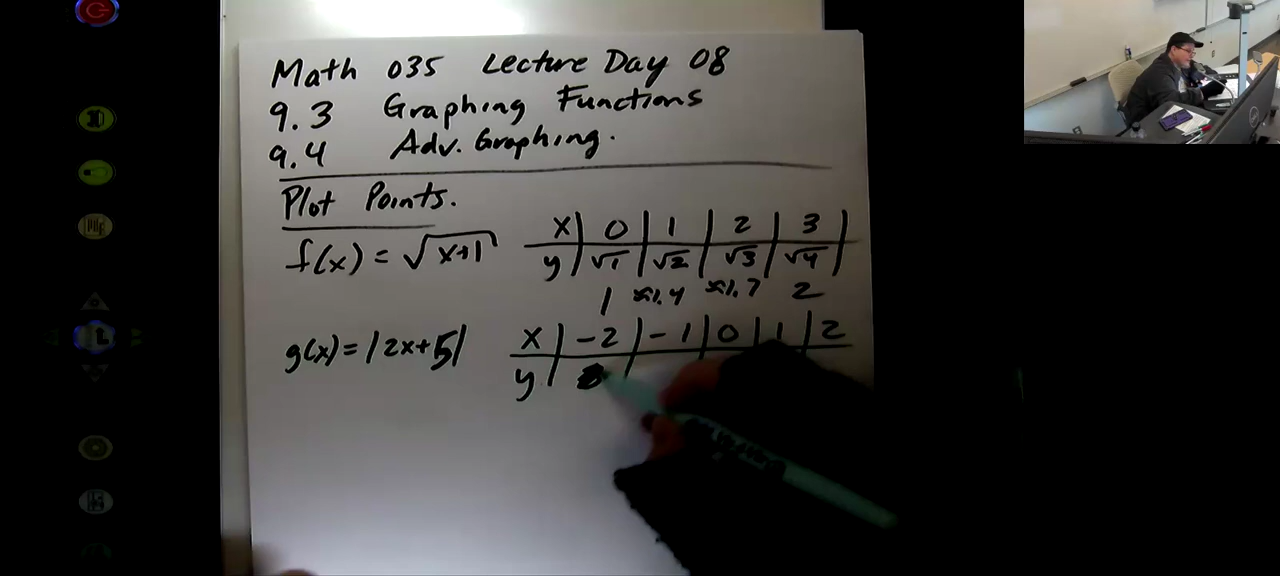 Math 035 Lecture Day 08
9.3 Graphing Functions
9.4 Adv. Graphing.
Plot Points.
f(x) = √x+1
x | 0 | 1 | 2 | 3 |
y | √1 | √2 | √3 | √4 |
1 ≈1.4 ≈1.7 2
g(x) = |2x+5|
x | -2 | -1 | 0 | 1 | 2
y |